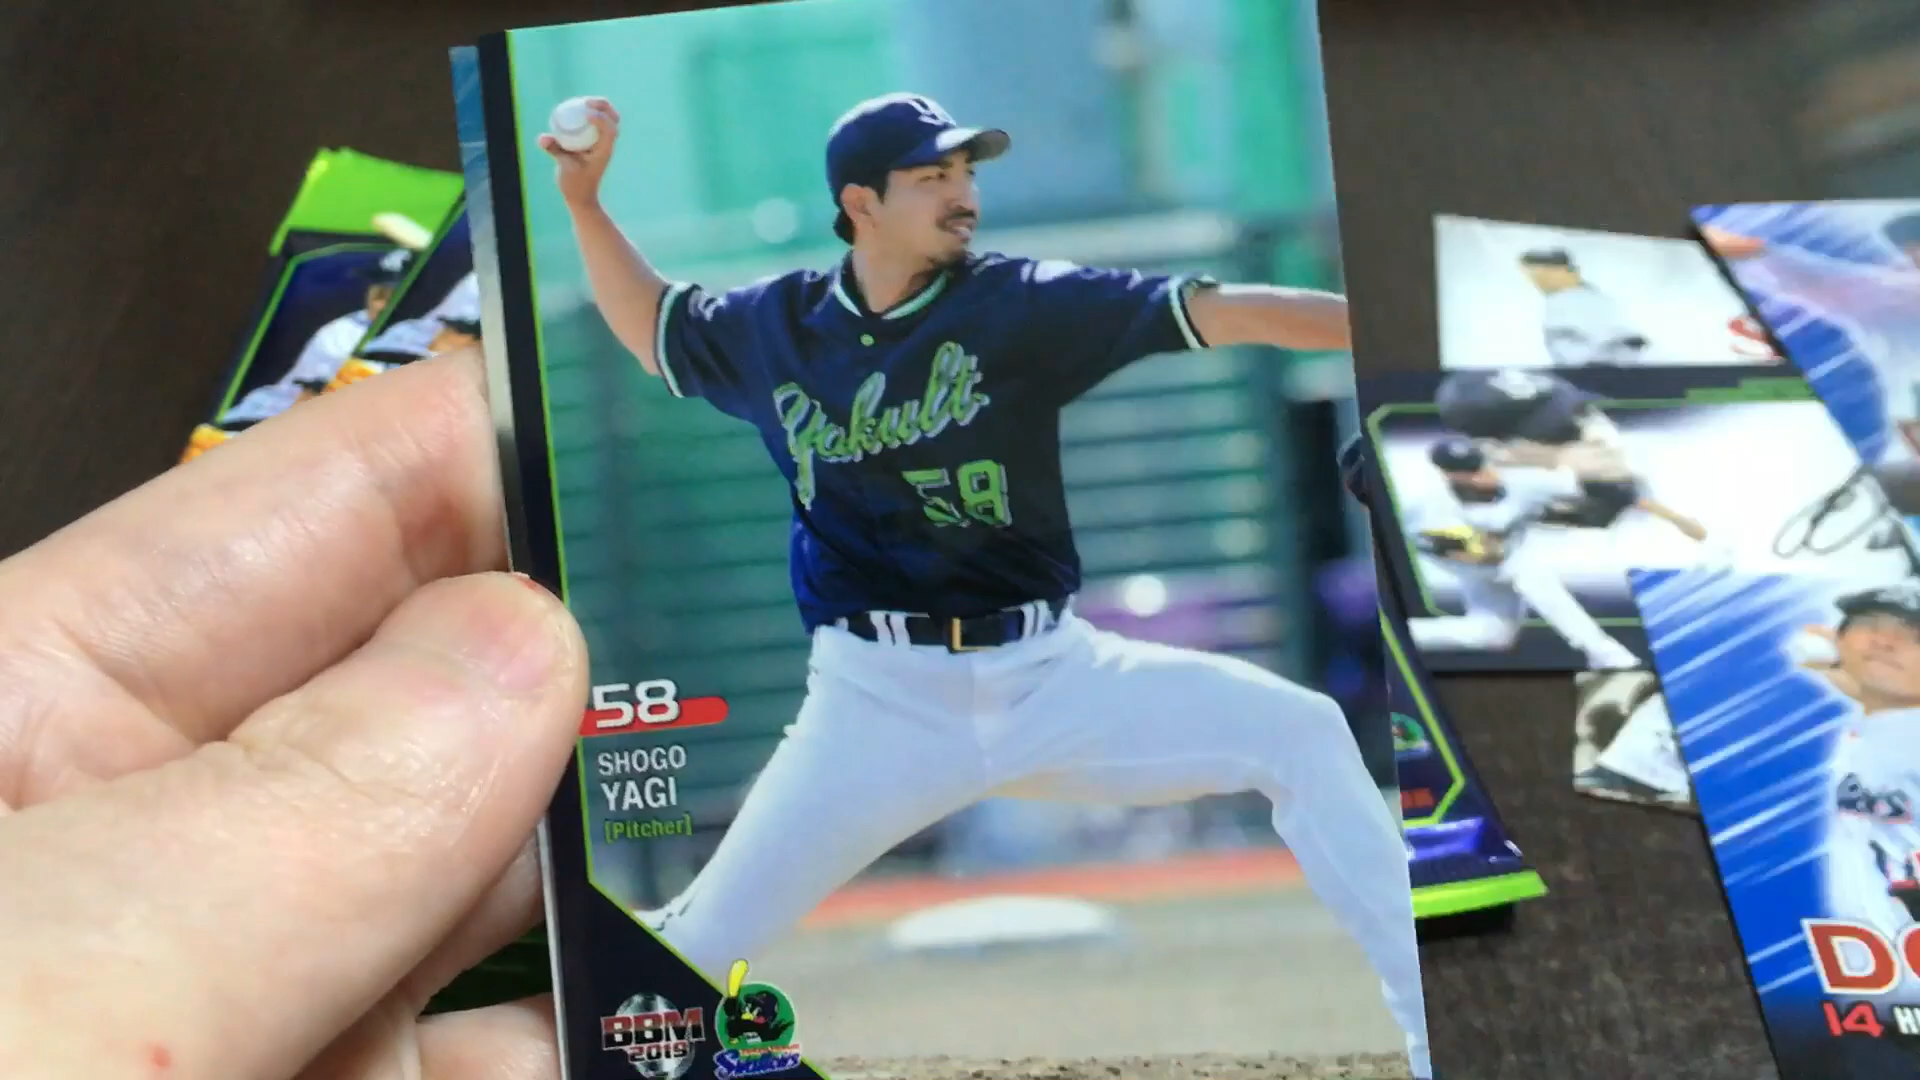 Yakult
58
58
SHOGO
YAGI
[Pitcher]
BBM
2019
Swallows
14